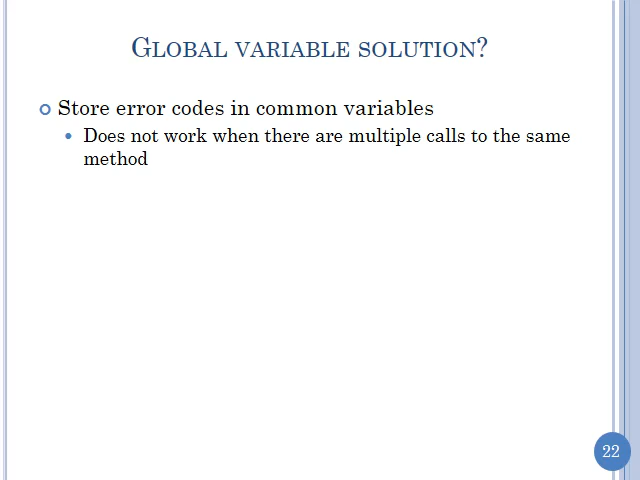 Global variable solution?
Store error codes in common variables
Does not work when there are multiple calls to the same
method
22